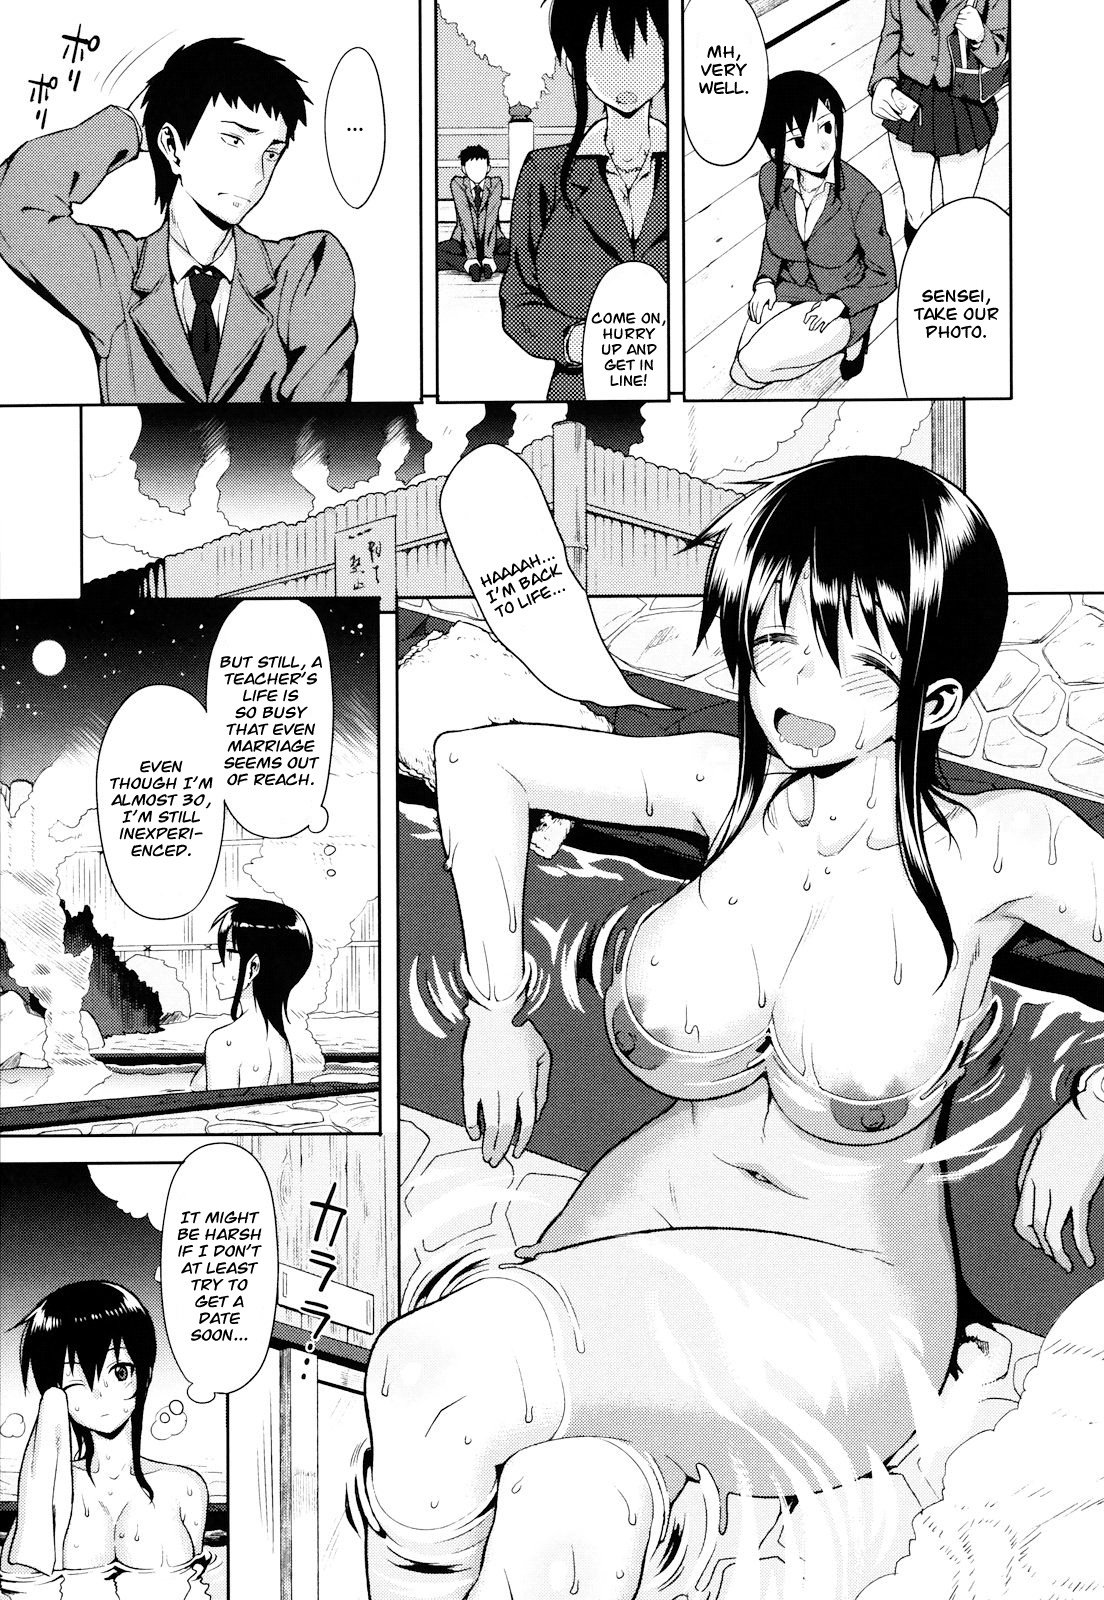 SENSEI,
TAKE OUR
PHOTO.
MH,
VERY
WELL.
COME ON,
HURRY
UP AND
GET IN
LINE!
...
ポリ
ポリ
HAAAAH...
I'M BACK
TO LIFE...
BUT STILL, A
TEACHER'S
LIFE IS
SO BUSY
THAT EVEN
MARRIAGE
SEEMS OUT
OF REACH.
EVEN
THOUGH I'M
ALMOST 30,
I'M STILL
INEXPERI-
ENCED.
IT MIGHT
BE HARSH
IF I DON'T
AT LEAST
TRY TO
GET A
DATE
SOON...
カララ...